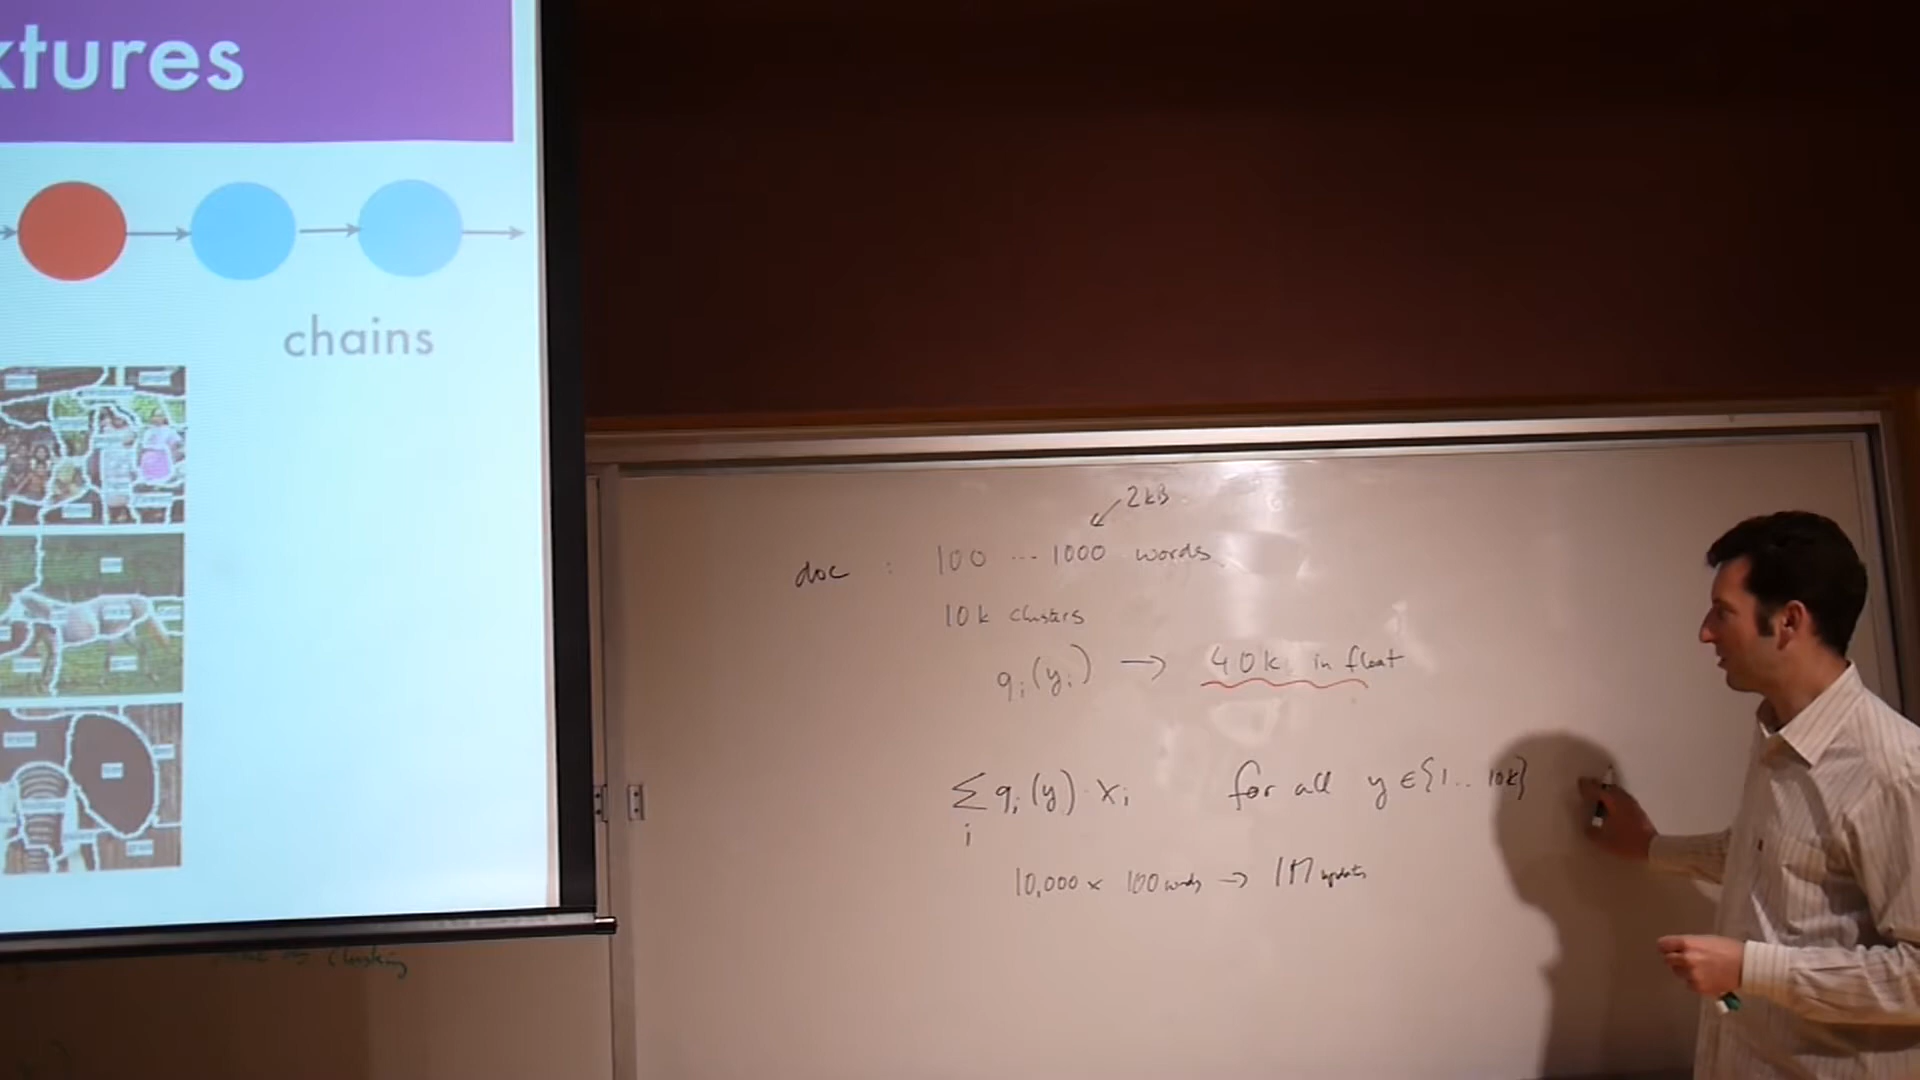 xtures
chains
2kB
doc : 100 ... 1000 words
10k clusters
qᵢ(yᵢ) → 40k in float
∑ᵢ qᵢ(y) · xᵢ for all y ∈ {1 .. 10k}
10,000 × 100 words → 1M updates